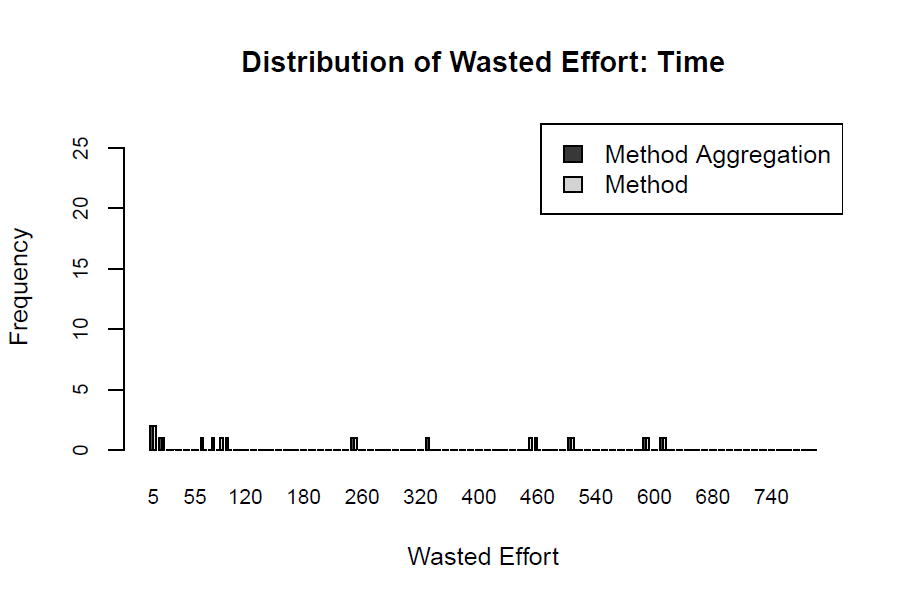 Distribution of Wasted Effort: Time
Method Aggregation
Method
Frequency
25
20
15
10
5
0
5 55 120 180 260 320 400 460 540 600 680 740
Wasted Effort